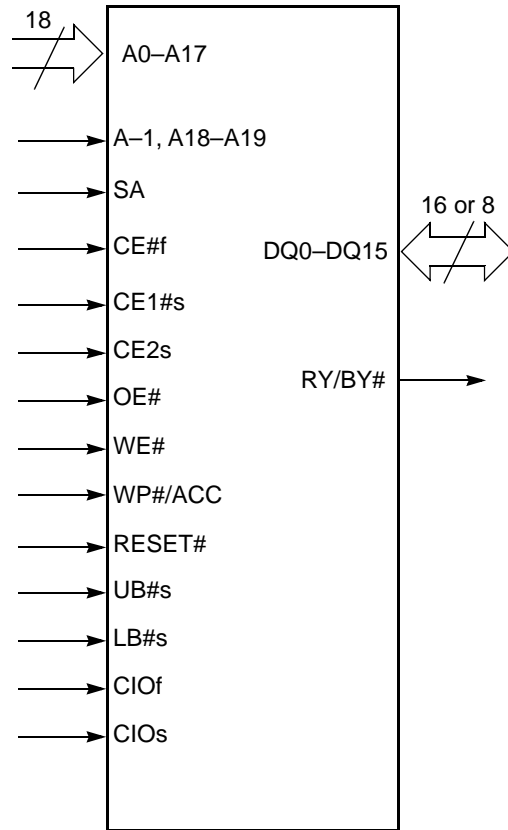 18
A0–A17
A–1, A18–A19
SA
16 or 8
CE#f
DQ0–DQ15
CE1#s
CE2s
RY/BY#
OE#
WE#
WP#/ACC
RESET#
UB#s
LB#s
CIOf
CIOs